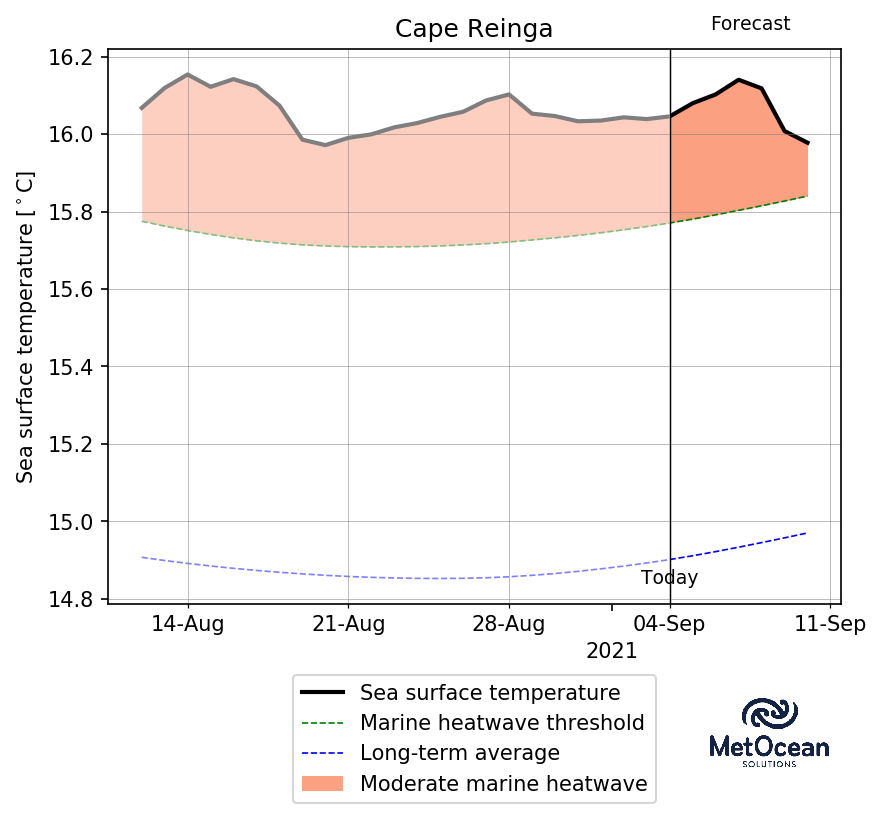 Cape Reinga
Forecast
Sea surface temperature [ °C]
16.2
16.0
15.8
15.6
15.4
15.2
15.0
14.8
Today
14-Aug 21-Aug 28-Aug 04-Sep 11-Sep
2021
Sea surface temperature
Marine heatwave threshold
Long-term average
Moderate marine heatwave
MetOcean
SOLUTIONS